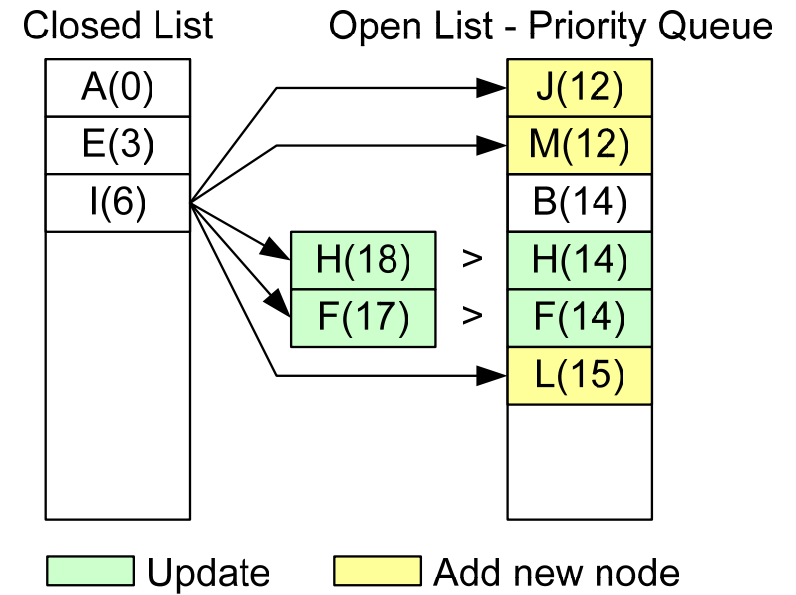 Closed List
Open List - Priority Queue
A(0)
J(12)
E(3)
M(12)
I(6)
B(14)
H(18) > H(14)
F(17) > F(14)
L(15)
Update
Add new node